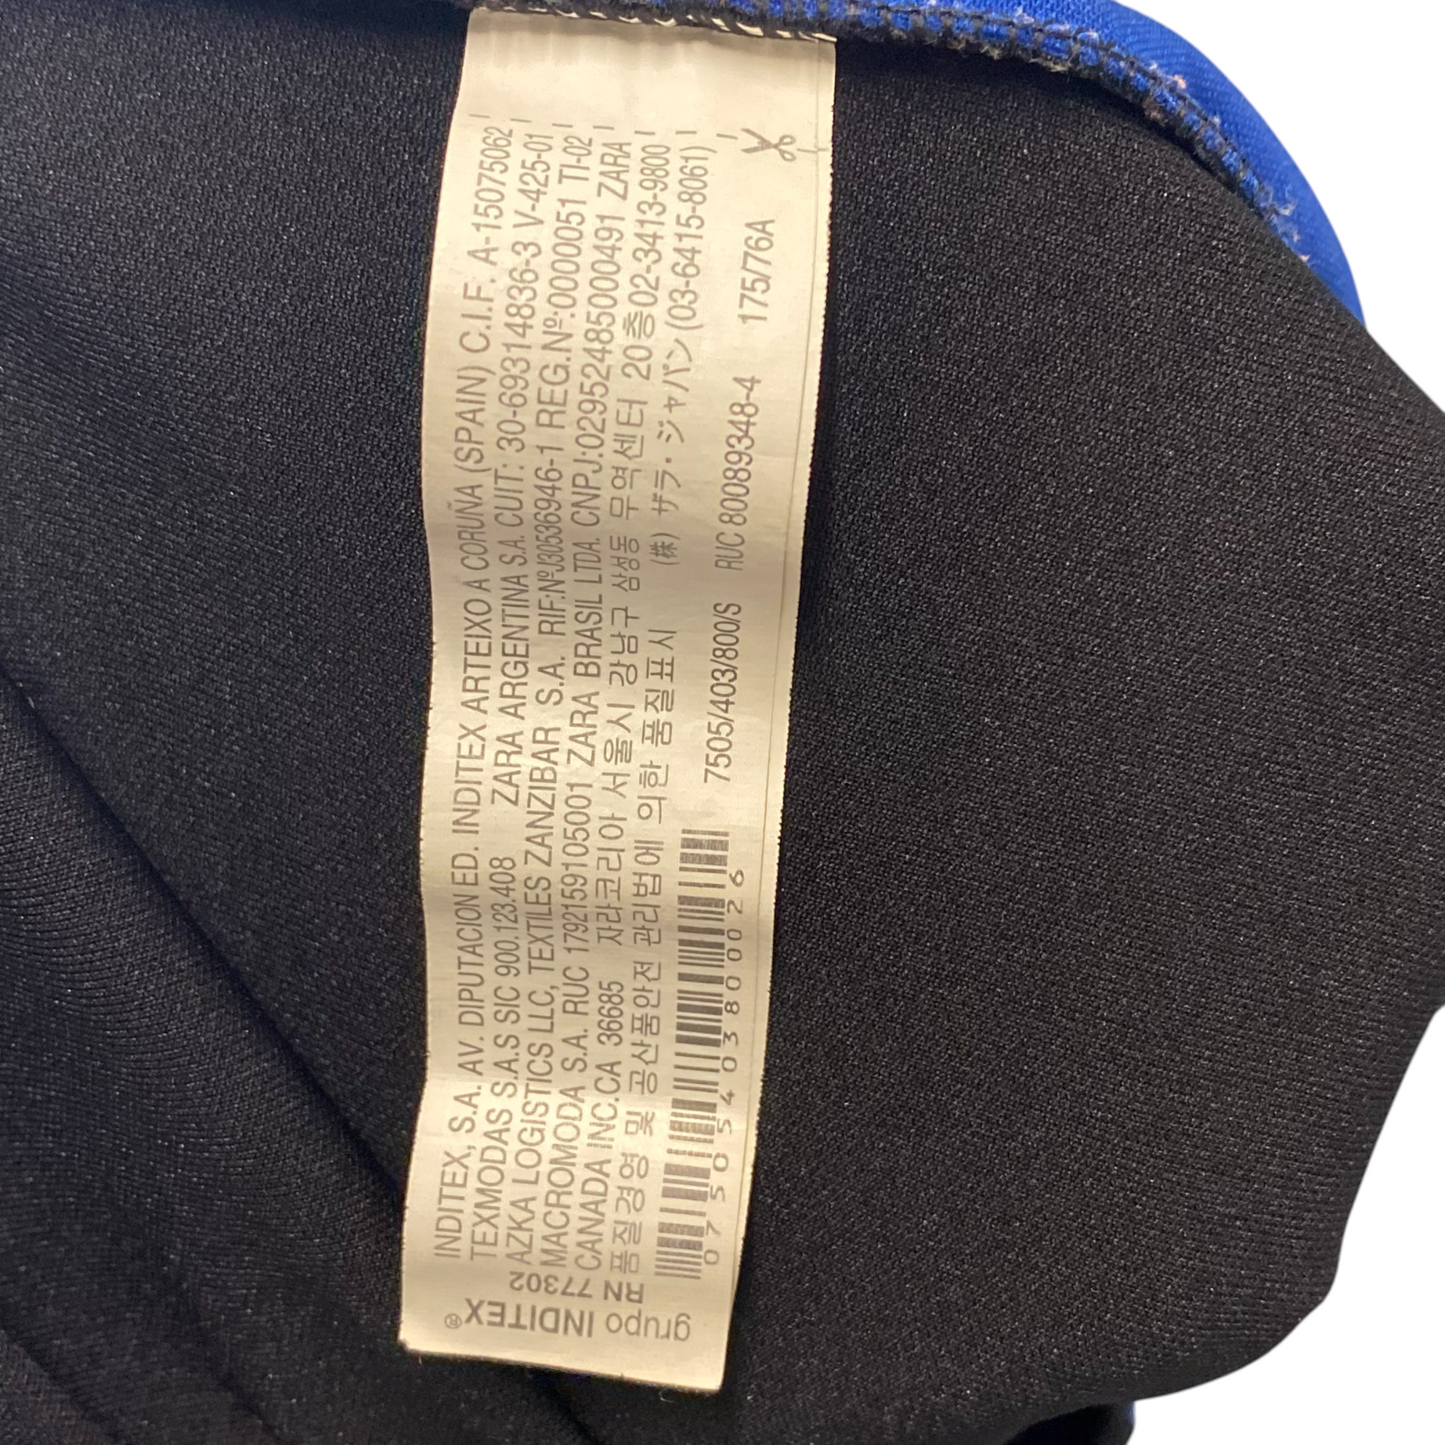 INDITEX, S.A. AV. DIPUTACION ED. INDITEX ARTEIXO A CORUÑA (SPAIN) C.I.F. A-15075062
TEXMODAS S.A.S SIC 900.123.408 ZARA ARGENTINA S.A. CUIT: 30-69314836-3 V-425-01
AZKA LOGISTICS LLC, TEXTILES ZANZIBAR S.A. RIF:Nº:J30536946-1 REG.Nº:0000051 TI-02
MACROMODA S.A. RUC 1792159105001 ZARA BRASIL LTDA. CNPJ:02952485000491 ZARA
CANADA INC.CA 36685 자라코리아 서울시 강남구 삼성동 무역센터 20층02-3413-9800
품질경영 및 공산품안전 관리법에 의한 품질표시 (株) ザラ・ジャパン (03-6415-8061)
07505403800026
7505/403/800/S RUC 80089348-4 175/76A
RN 77302
grupo INDITEX®